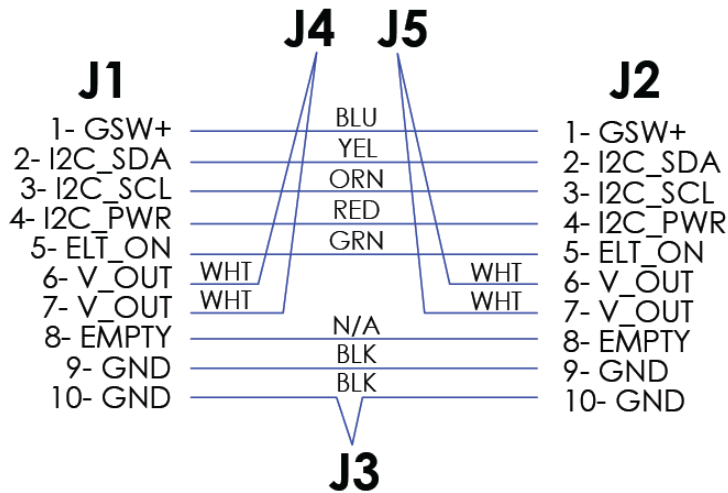 J4 J5
J1 J2
1- GSW+ BLU 1- GSW+
2- I2C_SDA YEL 2- I2C_SDA
3- I2C_SCL ORN 3- I2C_SCL
4- I2C_PWR RED 4- I2C_PWR
5- ELT_ON GRN 5- ELT_ON
6- V_OUT WHT WHT 6- V_OUT
7- V_OUT WHT WHT 7- V_OUT
8- EMPTY N/A 8- EMPTY
9- GND BLK 9- GND
10- GND BLK 10- GND
J3